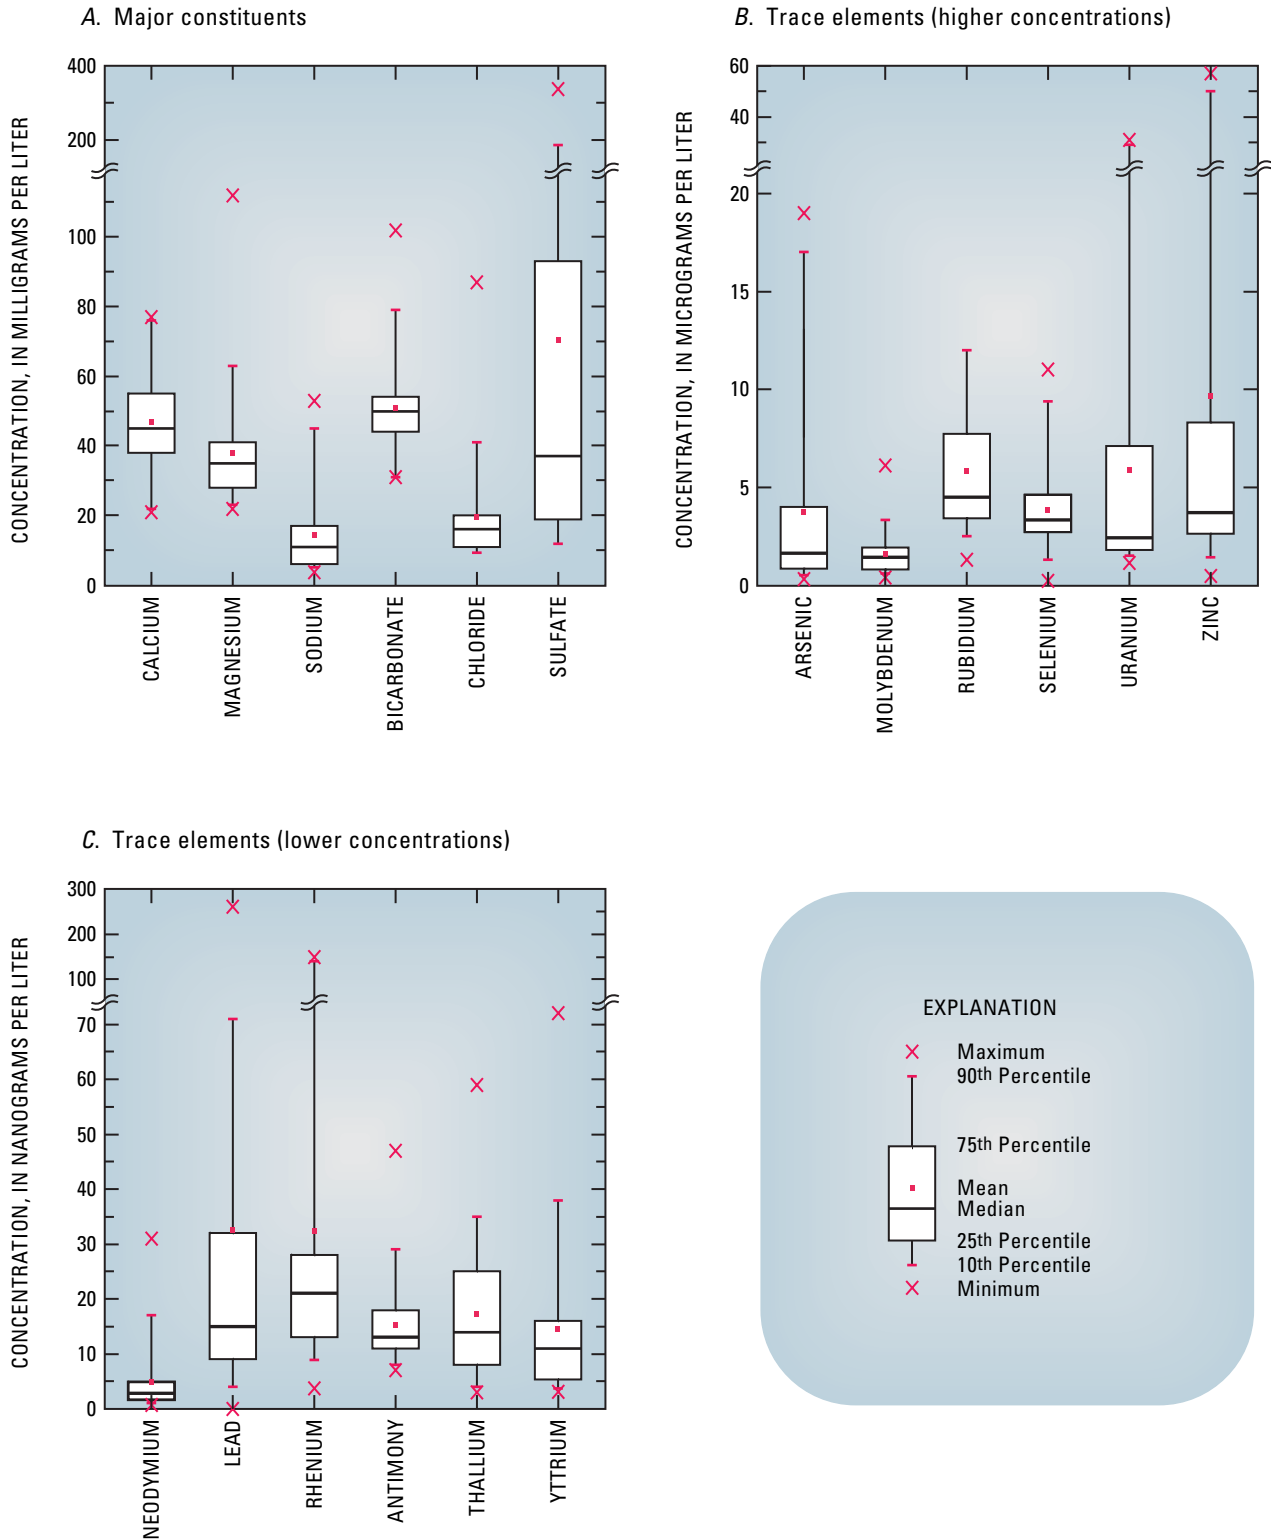 A. Major constituents
CONCENTRATION, IN MILLIGRAMS PER LITER
400
200
100
80
60
40
20
0
CALCIUM
MAGNESIUM
SODIUM
BICARBONATE
CHLORIDE
SULFATE
B. Trace elements (higher concentrations)
CONCENTRATION, IN MICROGRAMS PER LITER
60
40
20
15
10
5
0
ARSENIC
MOLYBDENUM
RUBIDIUM
SELENIUM
URANIUM
ZINC
C. Trace elements (lower concentrations)
CONCENTRATION, IN NANOGRAMS PER LITER
300
200
100
70
60
50
40
30
20
10
0
NEODYMIUM
LEAD
RHENIUM
ANTIMONY
THALLIUM
YTTRIUM
EXPLANATION
Maximum
90th Percentile
75th Percentile
Mean
Median
25th Percentile
10th Percentile
Minimum